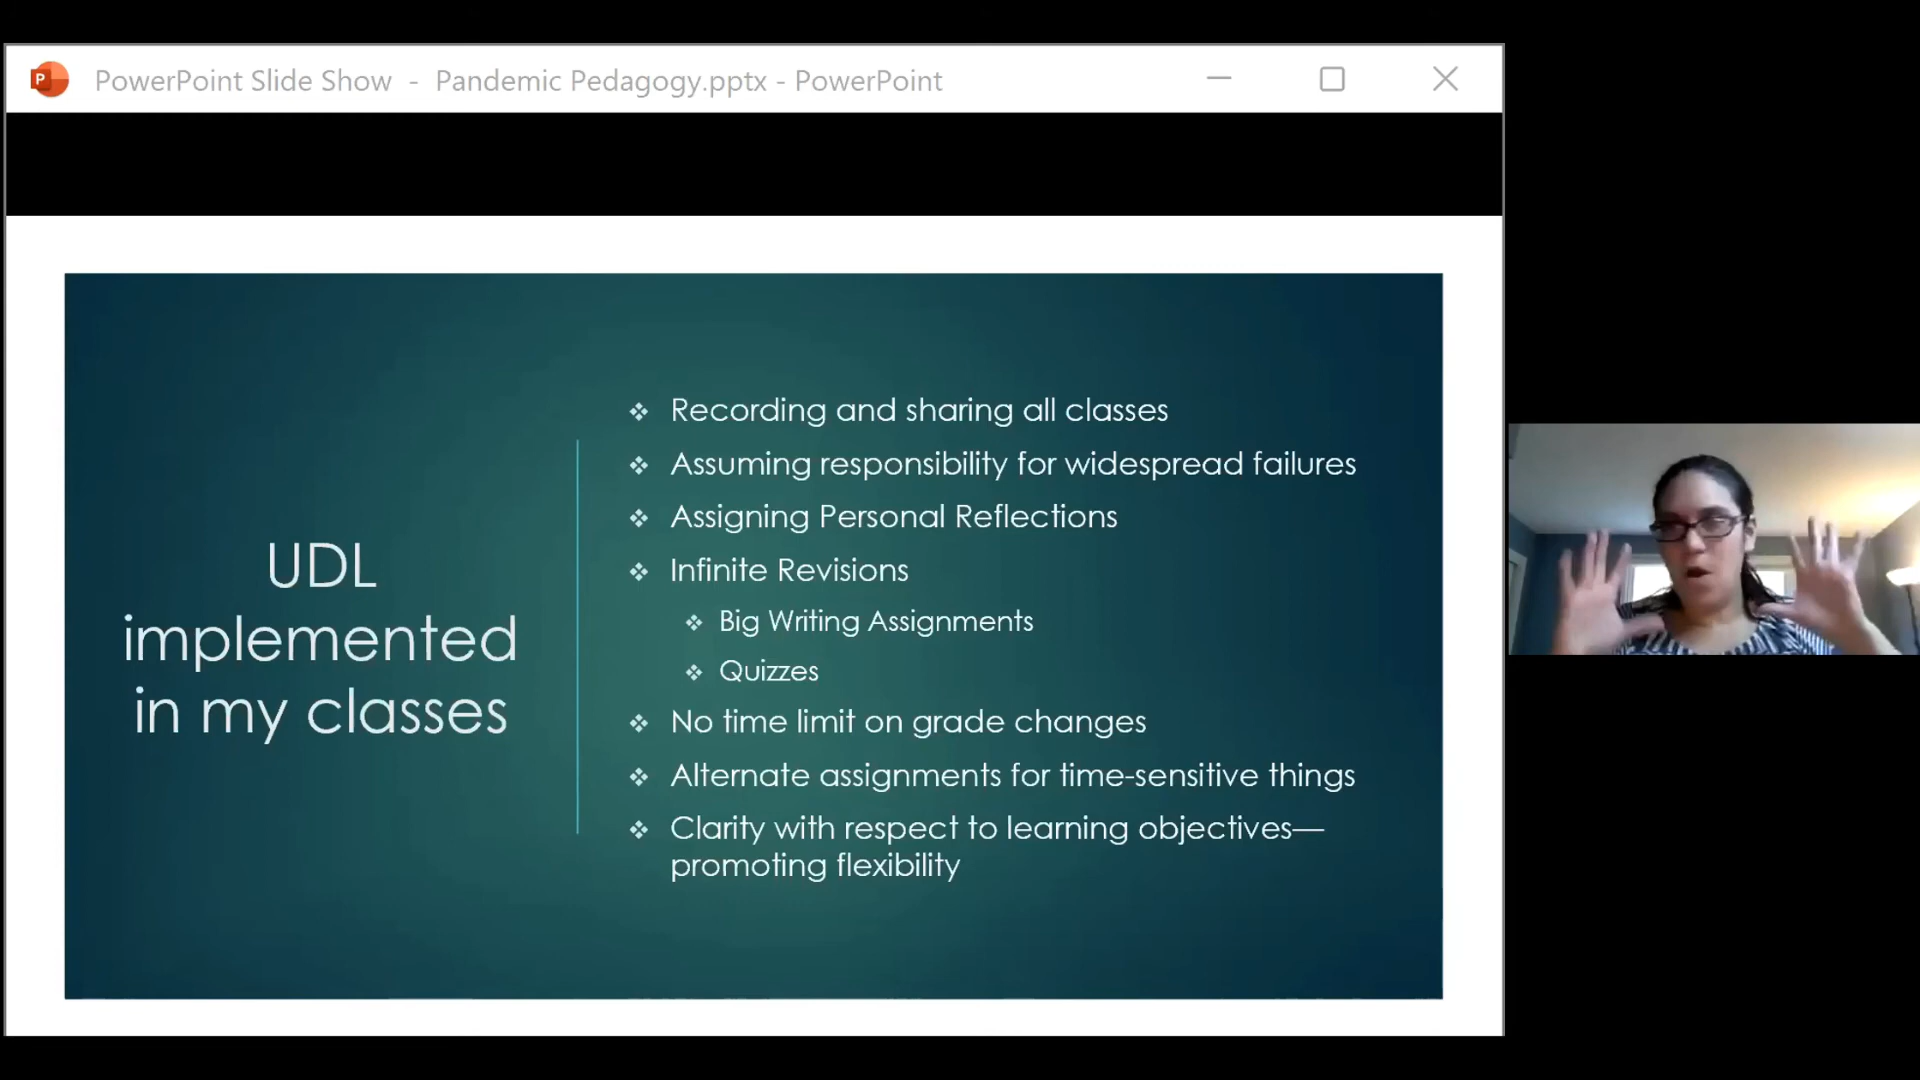 PowerPoint Slide Show - Pandemic Pedagogy.pptx - PowerPoint
UDL
implemented
in my classes
Recording and sharing all classes
Assuming responsibility for widespread failures
Assigning Personal Reflections
Infinite Revisions
Big Writing Assignments
Quizzes
No time limit on grade changes
Alternate assignments for time-sensitive things
Clarity with respect to learning objectives—
promoting flexibility